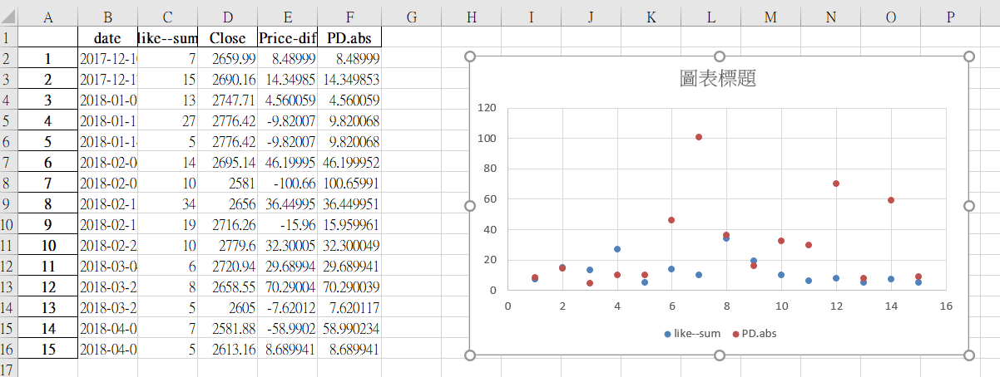 A B C D E F G H I J K L M N O P
1 date like--sum Close Price-dif PD.abs
2 1 2017-12-1 7 2659.99 8.48999 8.48999
3 2 2017-12-1 15 2690.16 14.34985 14.349853
4 3 2018-01-0 13 2747.71 4.560059 4.560059
5 4 2018-01-1 27 2776.42 -9.82007 9.820068
6 5 2018-01-1 5 2776.42 -9.82007 9.820068
7 6 2018-02-0 14 2695.14 46.19995 46.199952
8 7 2018-02-0 10 2581 -100.66 100.65991
9 8 2018-02-1 34 2656 36.44995 36.449951
10 9 2018-02-1 19 2716.26 -15.96 15.959961
11 10 2018-02-2 10 2779.6 32.30005 32.300049
12 11 2018-03-0 6 2720.94 29.68994 29.689941
13 12 2018-03-2 8 2658.55 70.29004 70.290039
14 13 2018-03-2 5 2605 -7.62012 7.620117
15 14 2018-04-0 7 2581.88 -58.9902 58.990234
16 15 2018-04-0 5 2613.16 8.689941 8.689941
17
圖表標題
120
100
80
60
40
20
0
0 2 4 6 8 10 12 14 16
like--sum PD.abs